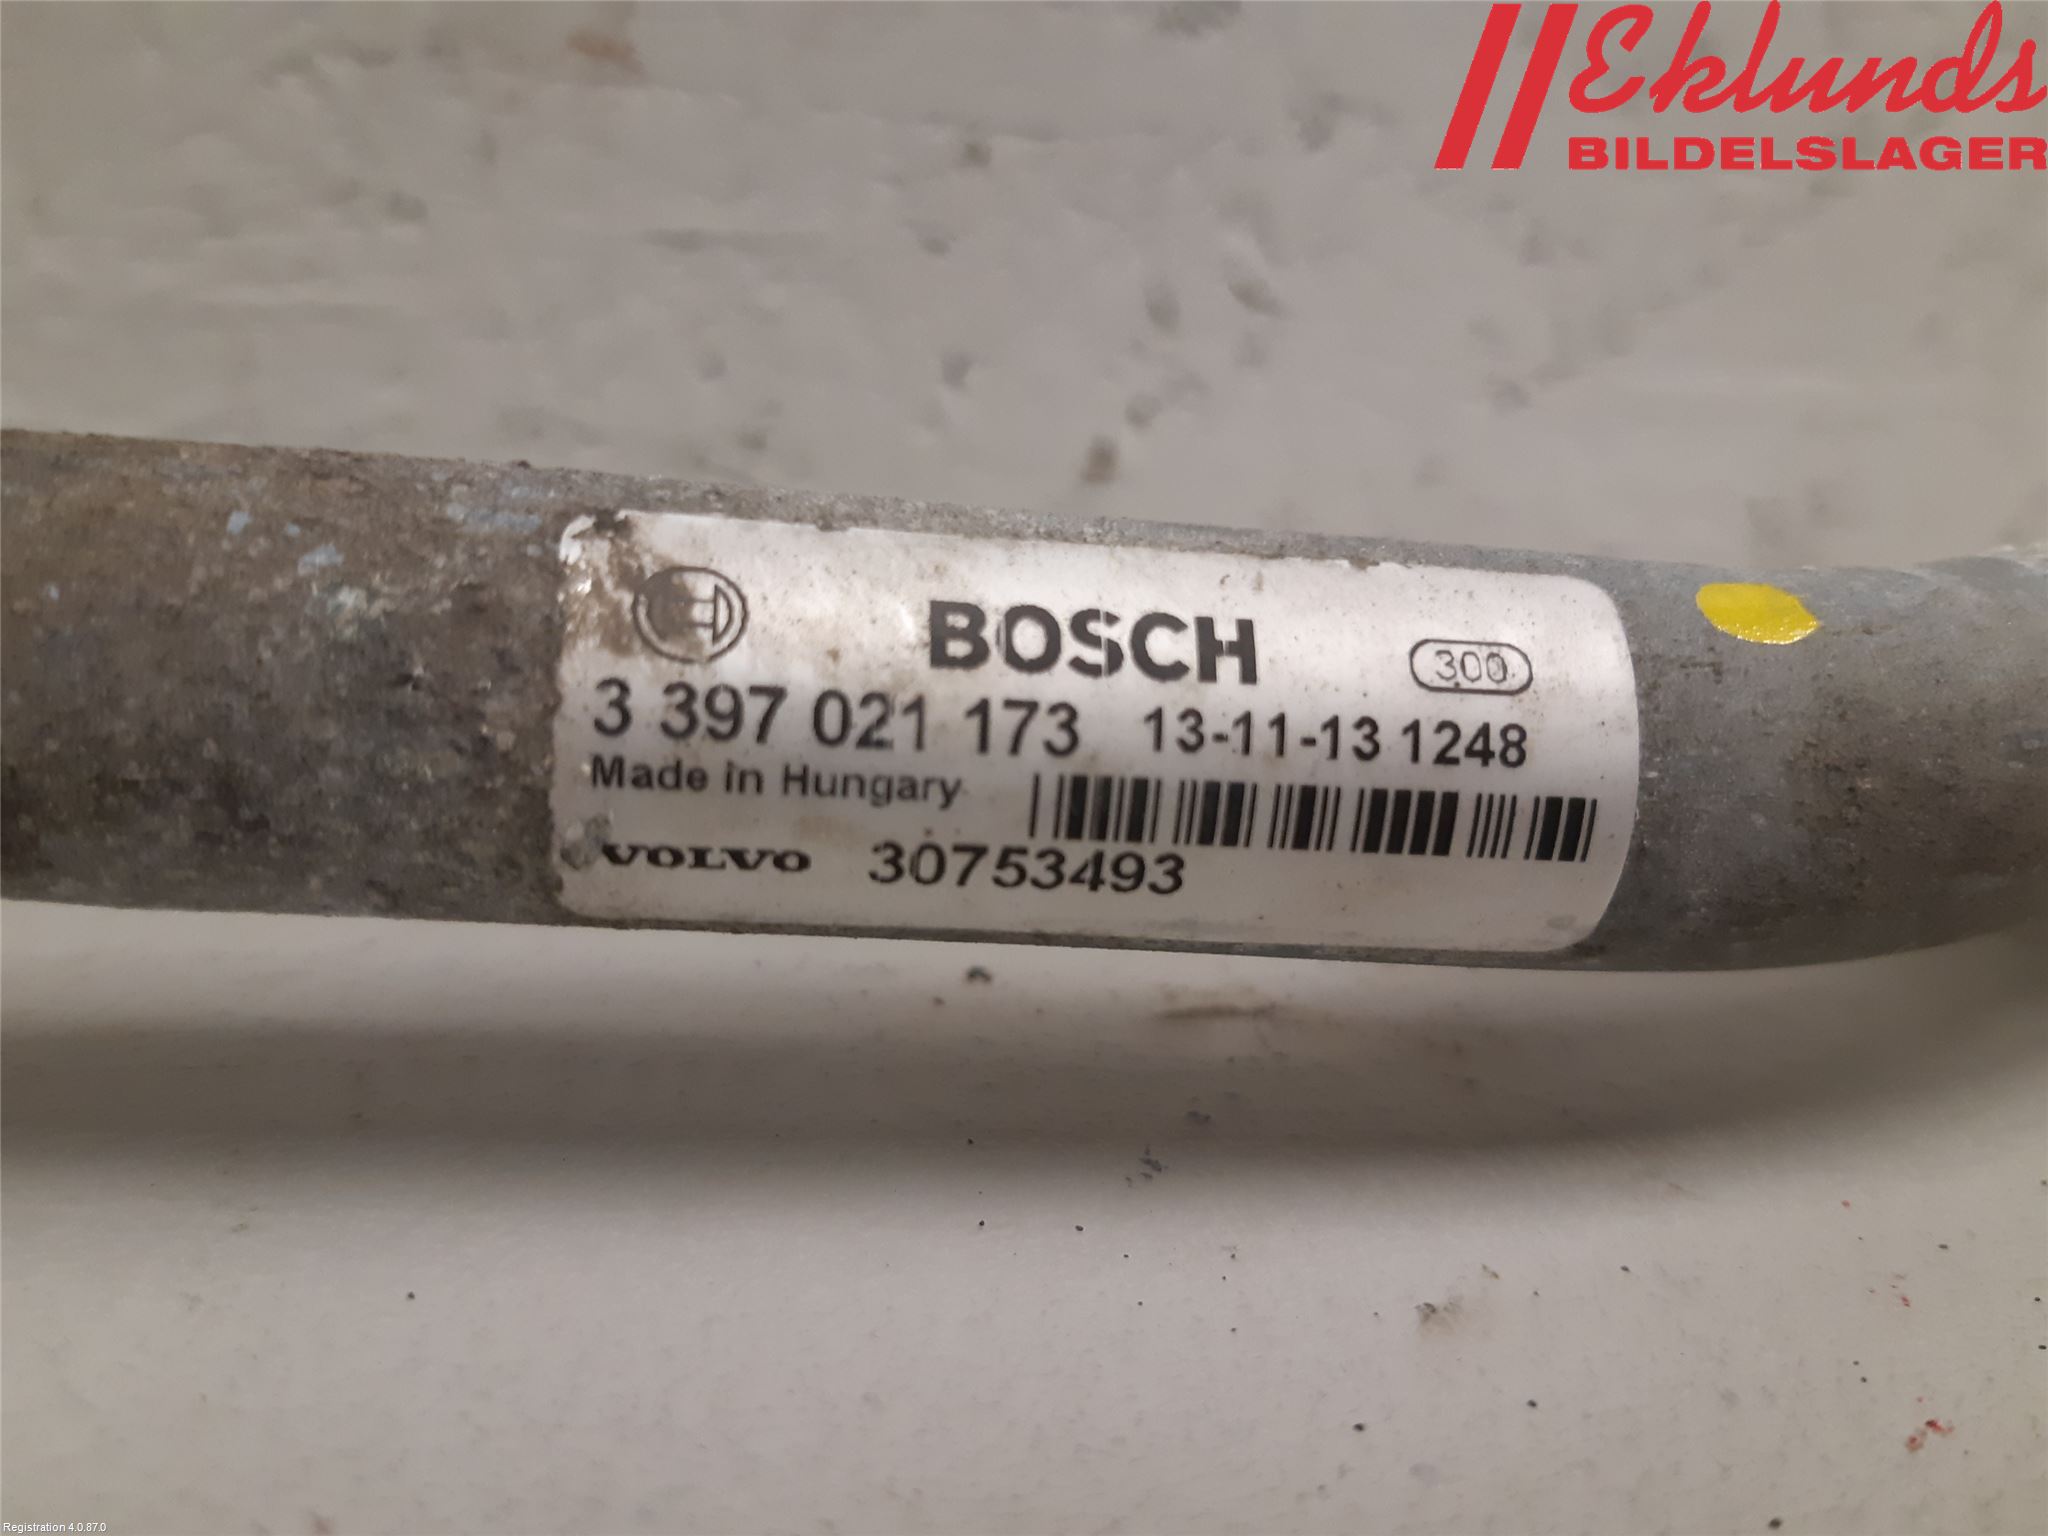 Eklunds
BILDELSLAGER
BOSCH
300
3 397 021 173 13-11-13 1248
Made in Hungary
VOLVO 30753493
Registration 4.0.87.0